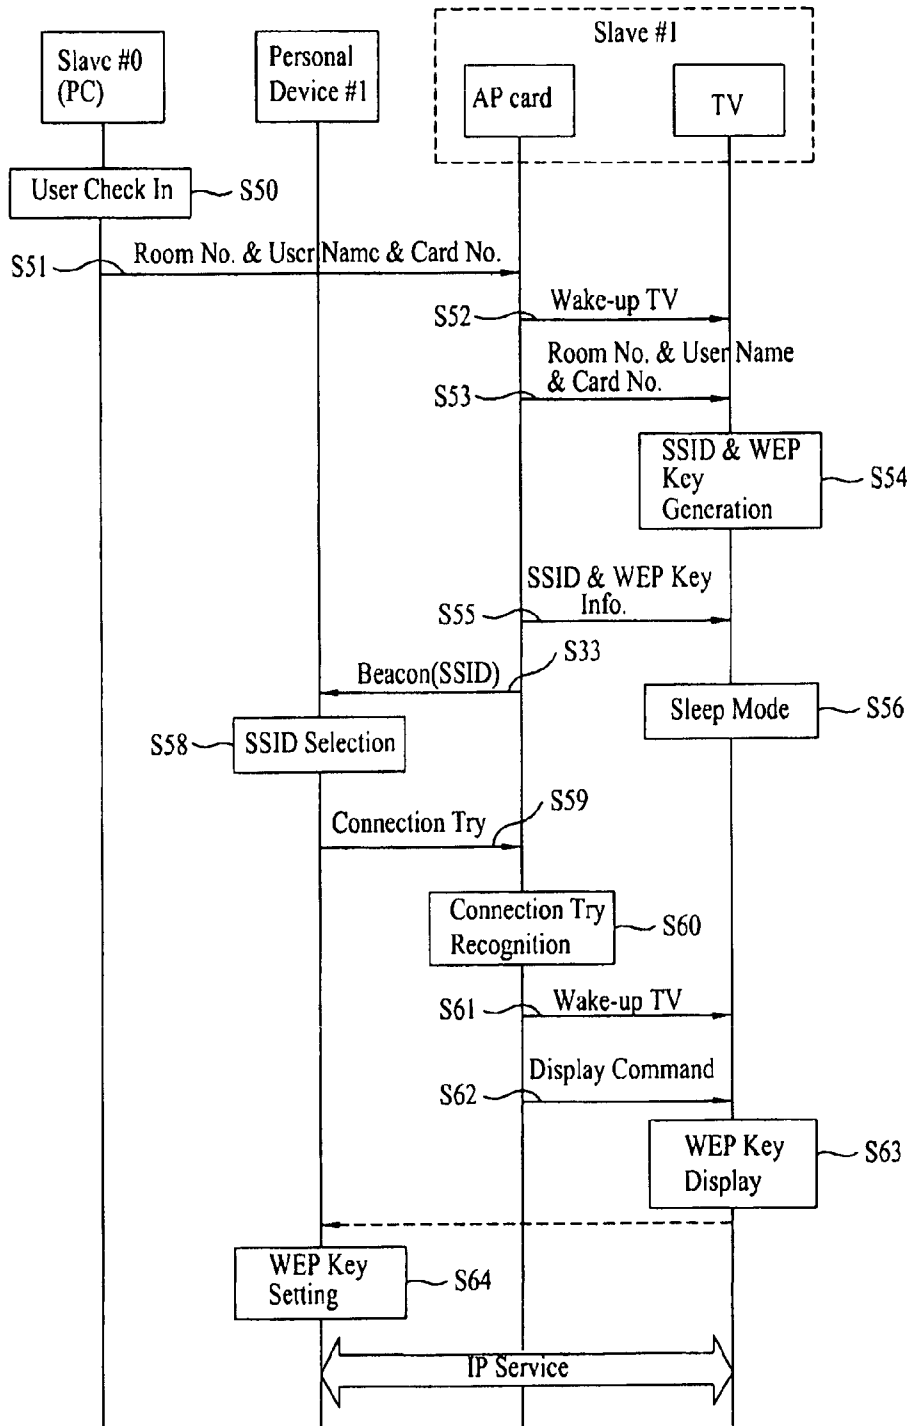 Slave #0
(PC)
Personal
Device #1
Slave #1
AP card
TV
User Check In
S50
S51
Room No. & User Name & Card No.
S52
Wake-up TV
Room No. & User Name
& Card No.
S53
SSID & WEP
Key
Generation
S54
SSID & WEP Key
Info.
S55
S33
Beacon(SSID)
Sleep Mode
S56
S58
SSID Selection
S59
Connection Try
Connection Try
Recognition
S60
S61
Wake-up TV
Display Command
S62
WEP Key
Display
S63
WEP Key
Setting
S64
IP Service